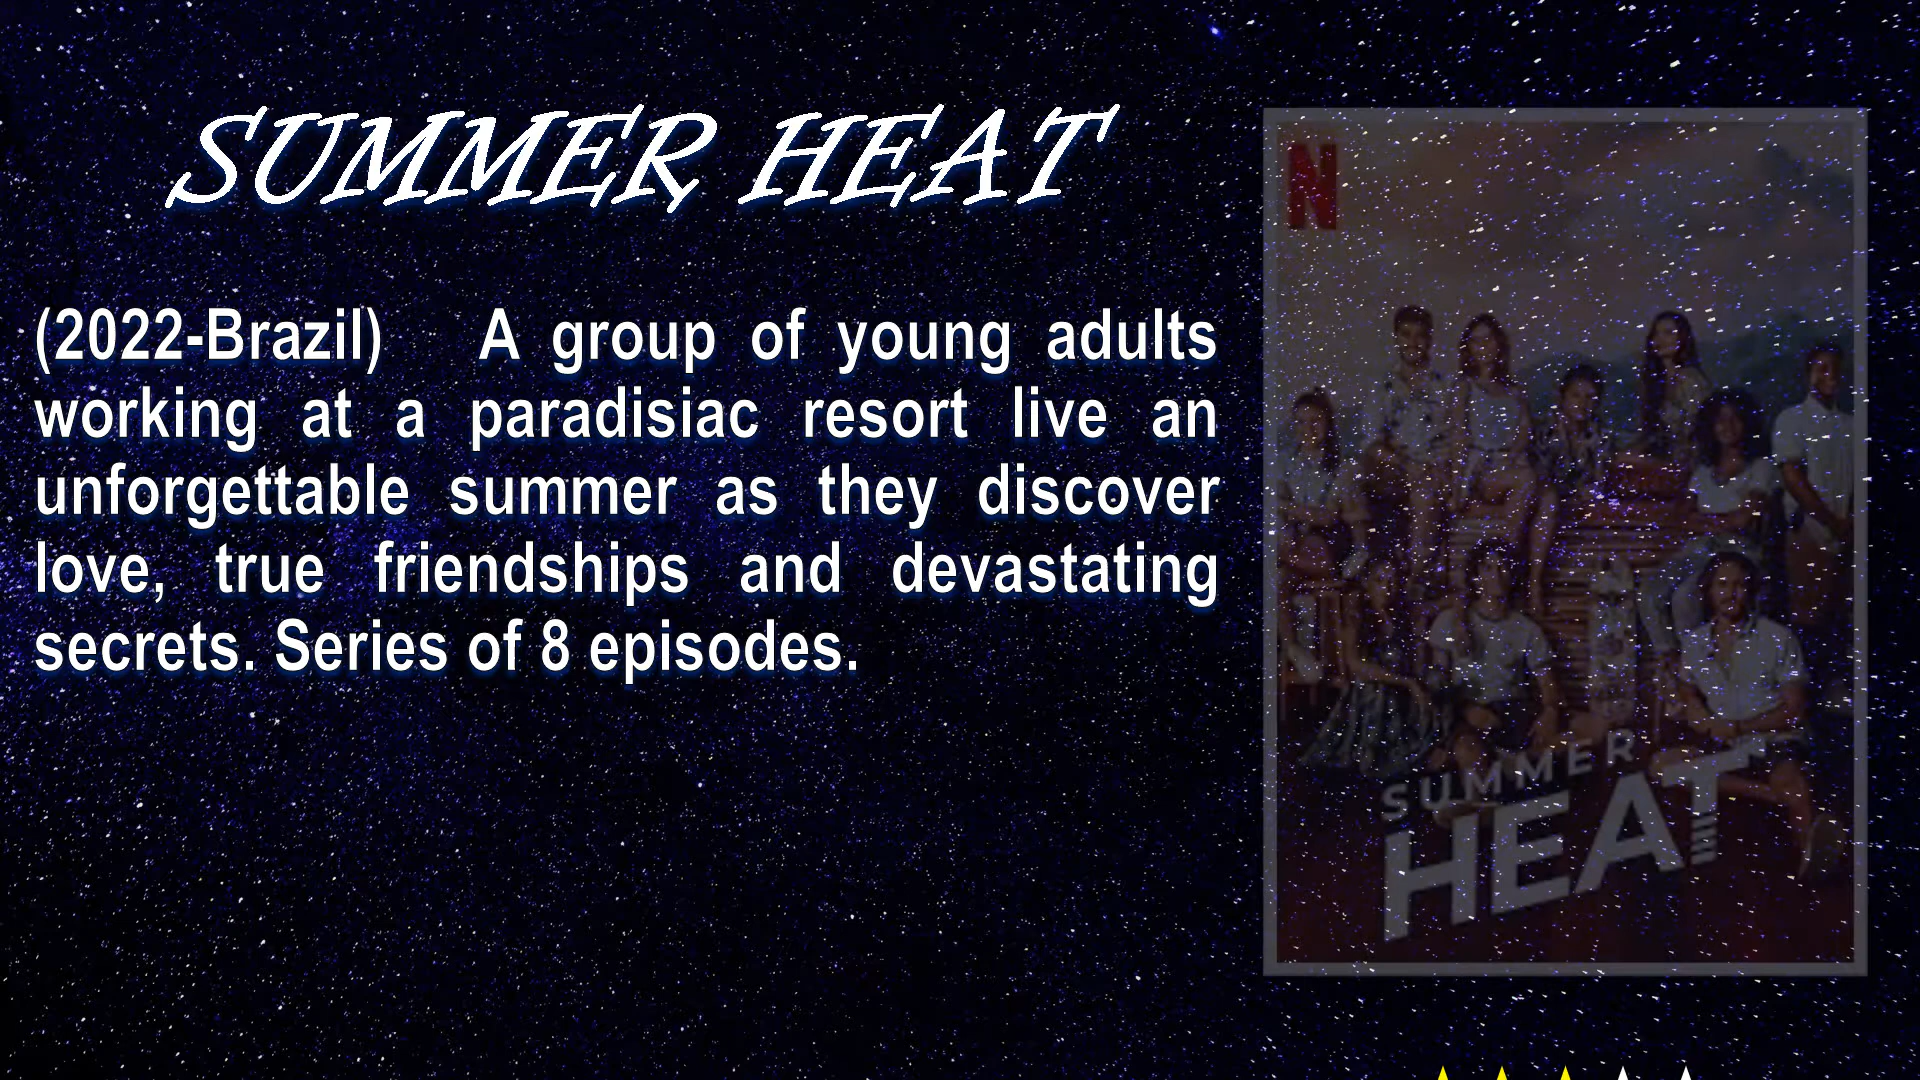 SUMMER HEAT
(2022-Brazil) A group of young adults
working at a paradisiac resort live an
unforgettable summer as they discover
love, true friendships and devastating
secrets. Series of 8 episodes.
N
SUMMER
HEAT